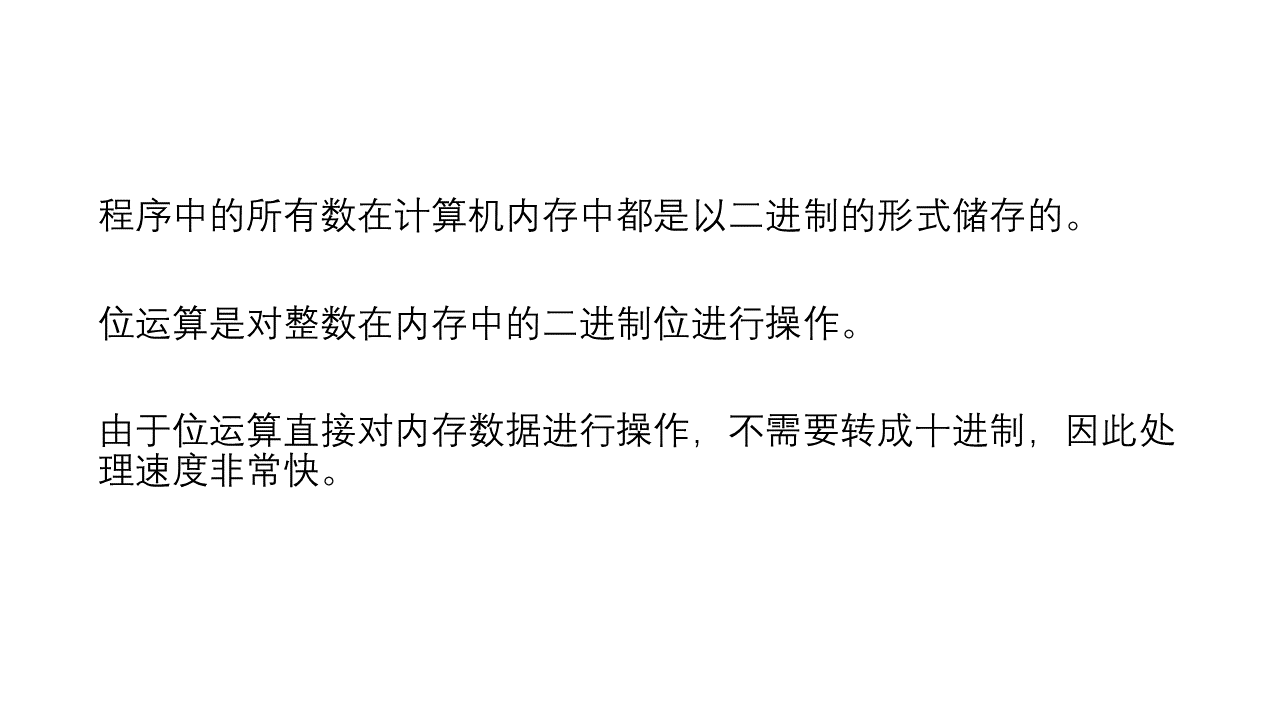 程序中的所有数在计算机内存中都是以二进制的形式储存的。
位运算是对整数在内存中的二进制位进行操作。
由于位运算直接对内存数据进行操作，不需要转成十进制，因此处
理速度非常快。